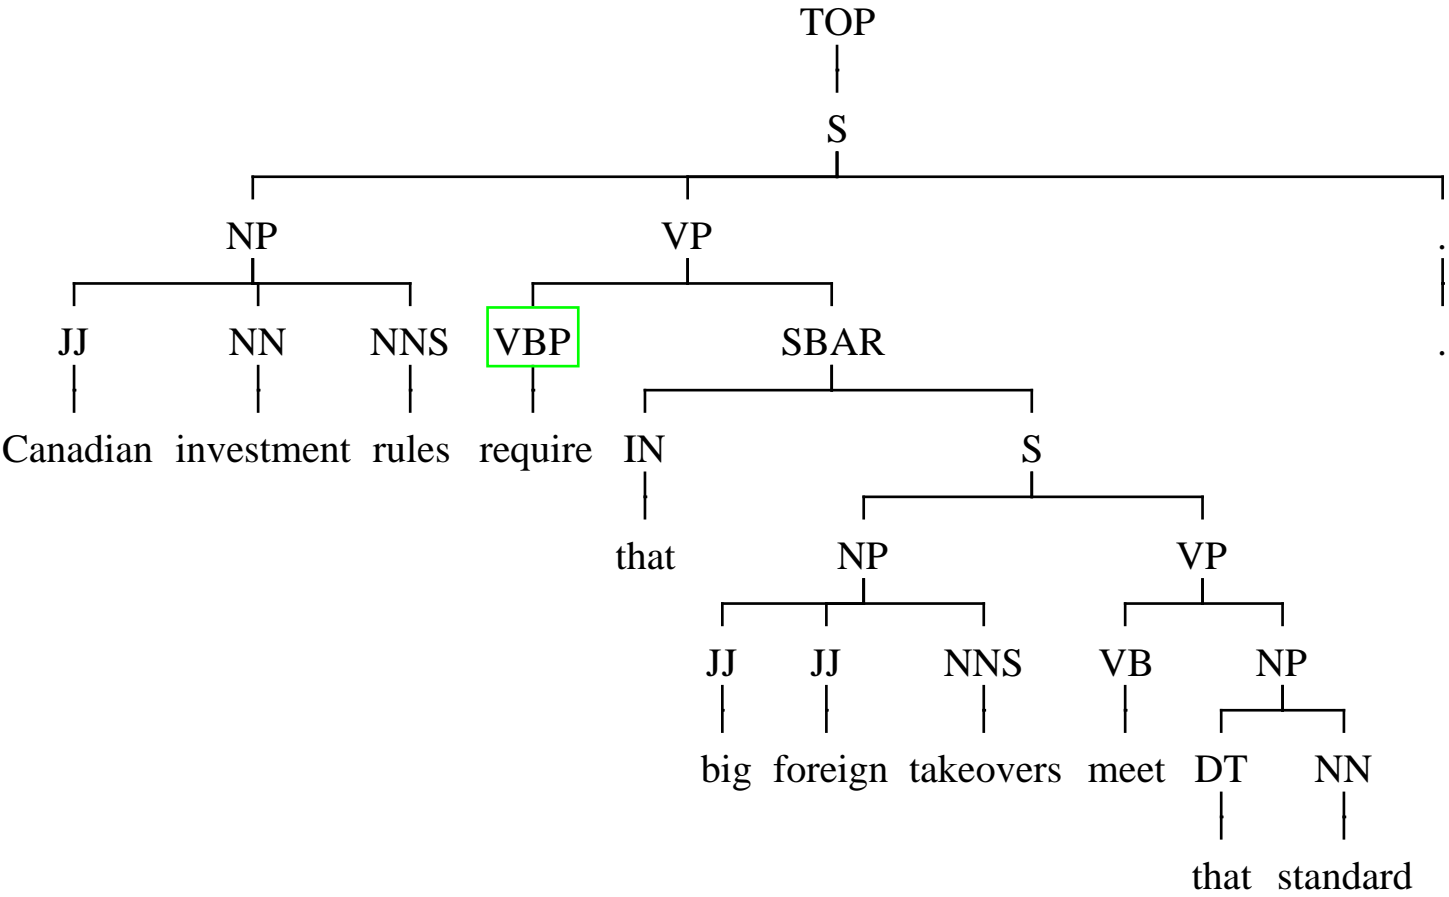 TOP
S
NP VP .
JJ NN NNS VBP SBAR .
Canadian investment rules require IN S
that NP VP
JJ JJ NNS VB NP
big foreign takeovers meet DT NN
that standard